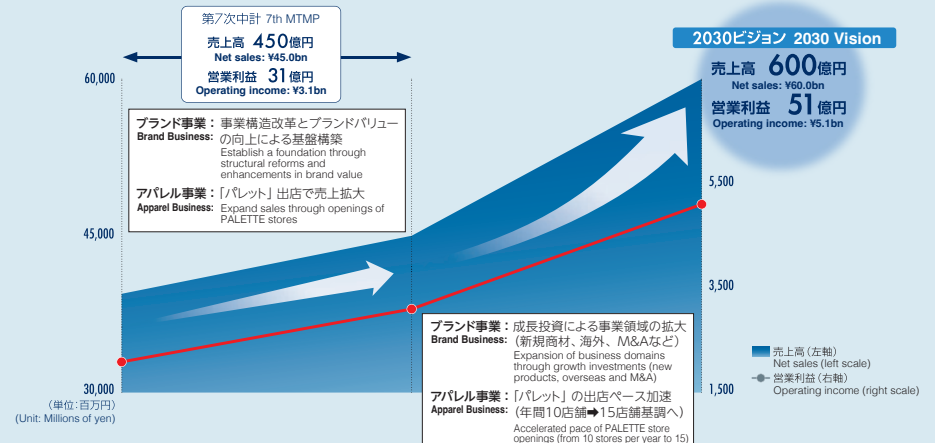 第7次中計 7th MTMP
売上高 450億円
Net sales: ¥45.0bn
営業利益 31億円
Operating income: ¥3.1bn
2030ビジョン 2030 Vision
売上高 600億円
Net sales: ¥60.0bn
営業利益 51億円
Operating income: ¥5.1bn
60,000
45,000
30,000
(単位:百万円)
(Unit: Millions of yen)
ブランド事業：事業構造改革とブランドバリュー
Brand Business: の向上による基盤構築
Establish a foundation through
structural reforms and
enhancements in brand value
アパレル事業：「パレット」出店で売上拡大
Apparel Business: Expand sales through openings of
PALETTE stores
ブランド事業：成長投資による事業領域の拡大
Brand Business: （新規商材、海外、M&Aなど）
Expansion of business domains
through growth investments (new
products, overseas and M&A)
アパレル事業：「パレット」の出店ペース加速
Apparel Business: （年間10店舗➡15店舗基調へ）
Accelerated pace of PALETTE store
openings (from 10 stores per year to 15)
5,500
3,500
1,500
売上高（左軸）
Net sales (left scale)
営業利益（右軸）
Operating income (right scale)